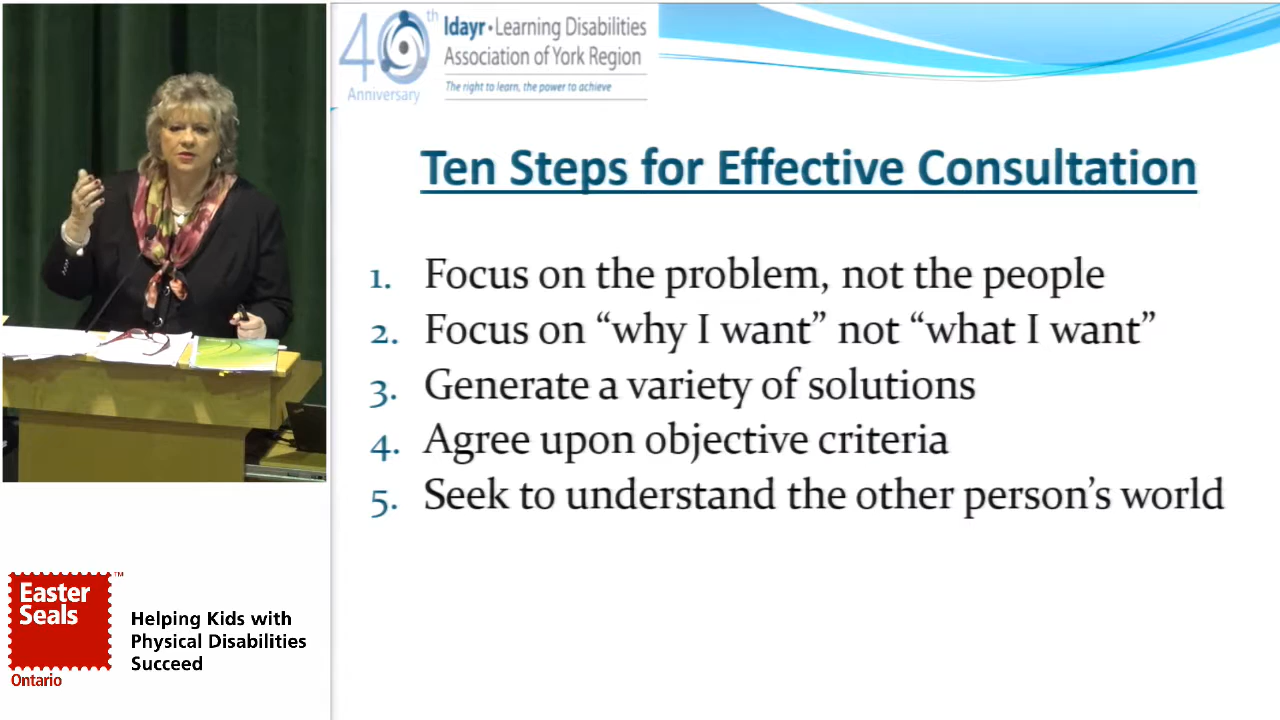 40th
Anniversary
ldayr • Learning Disabilities
Association of York Region
The right to learn, the power to achieve
Ten Steps for Effective Consultation
1. Focus on the problem, not the people
2. Focus on “why I want” not “what I want”
3. Generate a variety of solutions
4. Agree upon objective criteria
5. Seek to understand the other person’s world
Easter
Seals
TM
Ontario
Helping Kids with
Physical Disabilities
Succeed